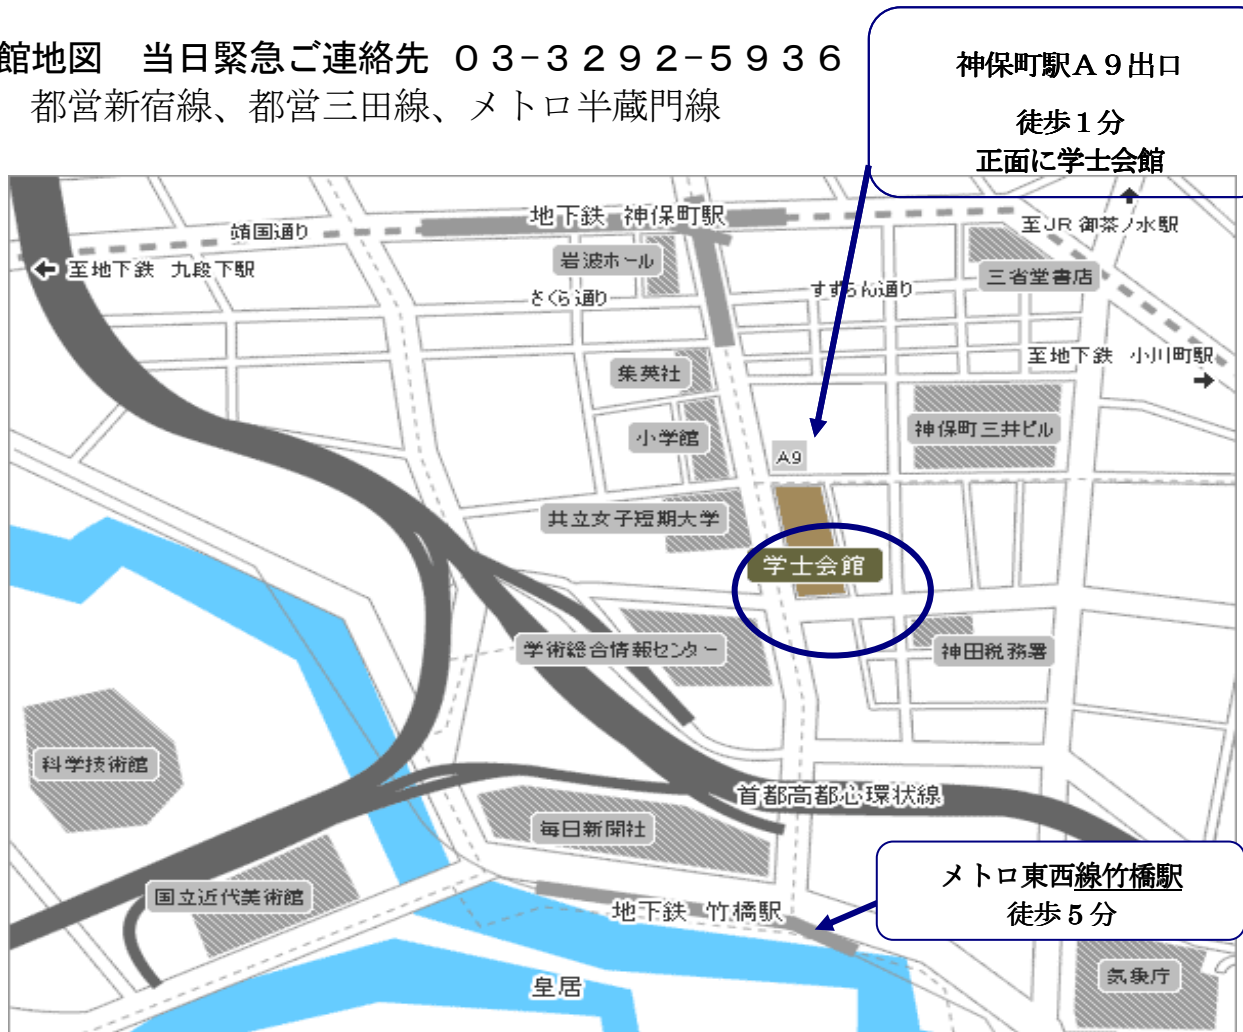 館地図　当日緊急ご連絡先 ０３−３２９２−５９３６
都営新宿線、都営三田線、メトロ半蔵門線
神保町駅Ａ９出口
徒歩１分
正面に学士会館
地下鉄 神保町駅
靖国通り
至JR 御茶ノ水駅
至地下鉄 九段下駅
岩波ホール
三省堂書店
さくら通り
すずらん通り
至地下鉄 小川町駅
集英社
小学館
神保町三井ビル
A9
共立女子短期大学
学士会館
学術総合情報センター
神田税務署
科学技術館
首都高都心環状線
毎日新聞社
メトロ東西線竹橋駅
徒歩５分
国立近代美術館
地下鉄 竹橋駅
気象庁
皇居